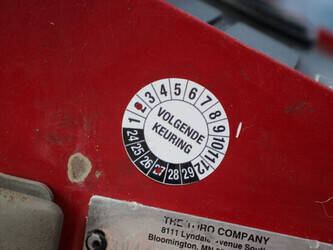 1 2 3 4 5 6 7 8 9 10 11 12
VOLGENDE
KEURING
24 25 26 27 28 29
THE TORO COMPANY
8111 Lyndale Avenue South
Bloomington, MN